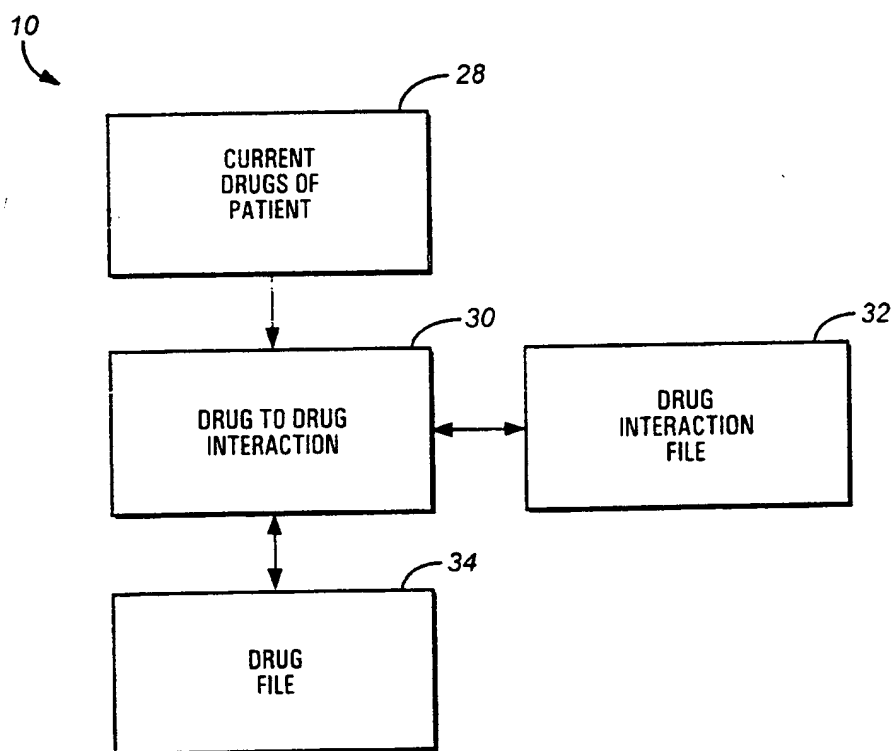 10
28
CURRENT
DRUGS OF
PATIENT
30
32
DRUG TO DRUG
INTERACTION
DRUG
INTERACTION
FILE
34
DRUG
FILE